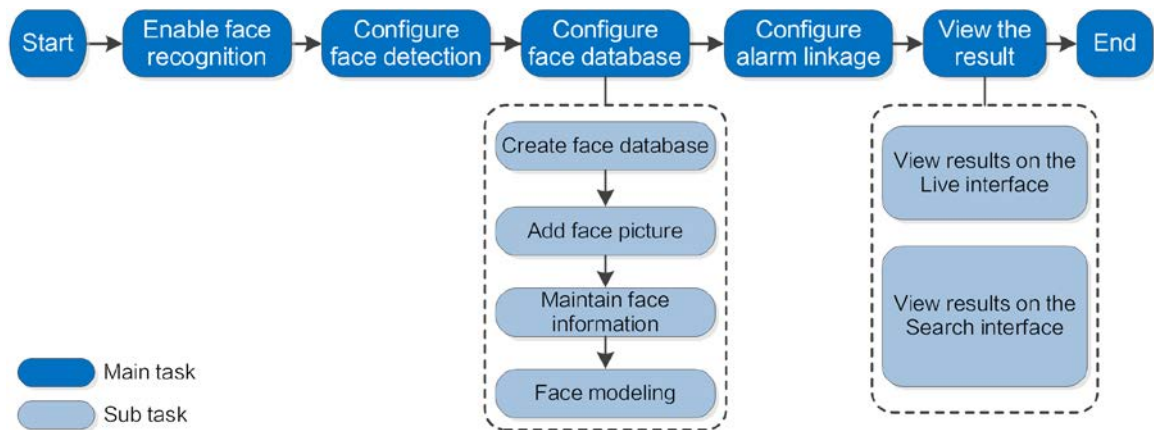 Start
Enable face
recognition
Configure
face detection
Configure
face database
Configure
alarm linkage
View the
result
End
Create face database
Add face picture
Maintain face
information
Face modeling
View results on the
Live interface
View results on the
Search interface
Main task
Sub task